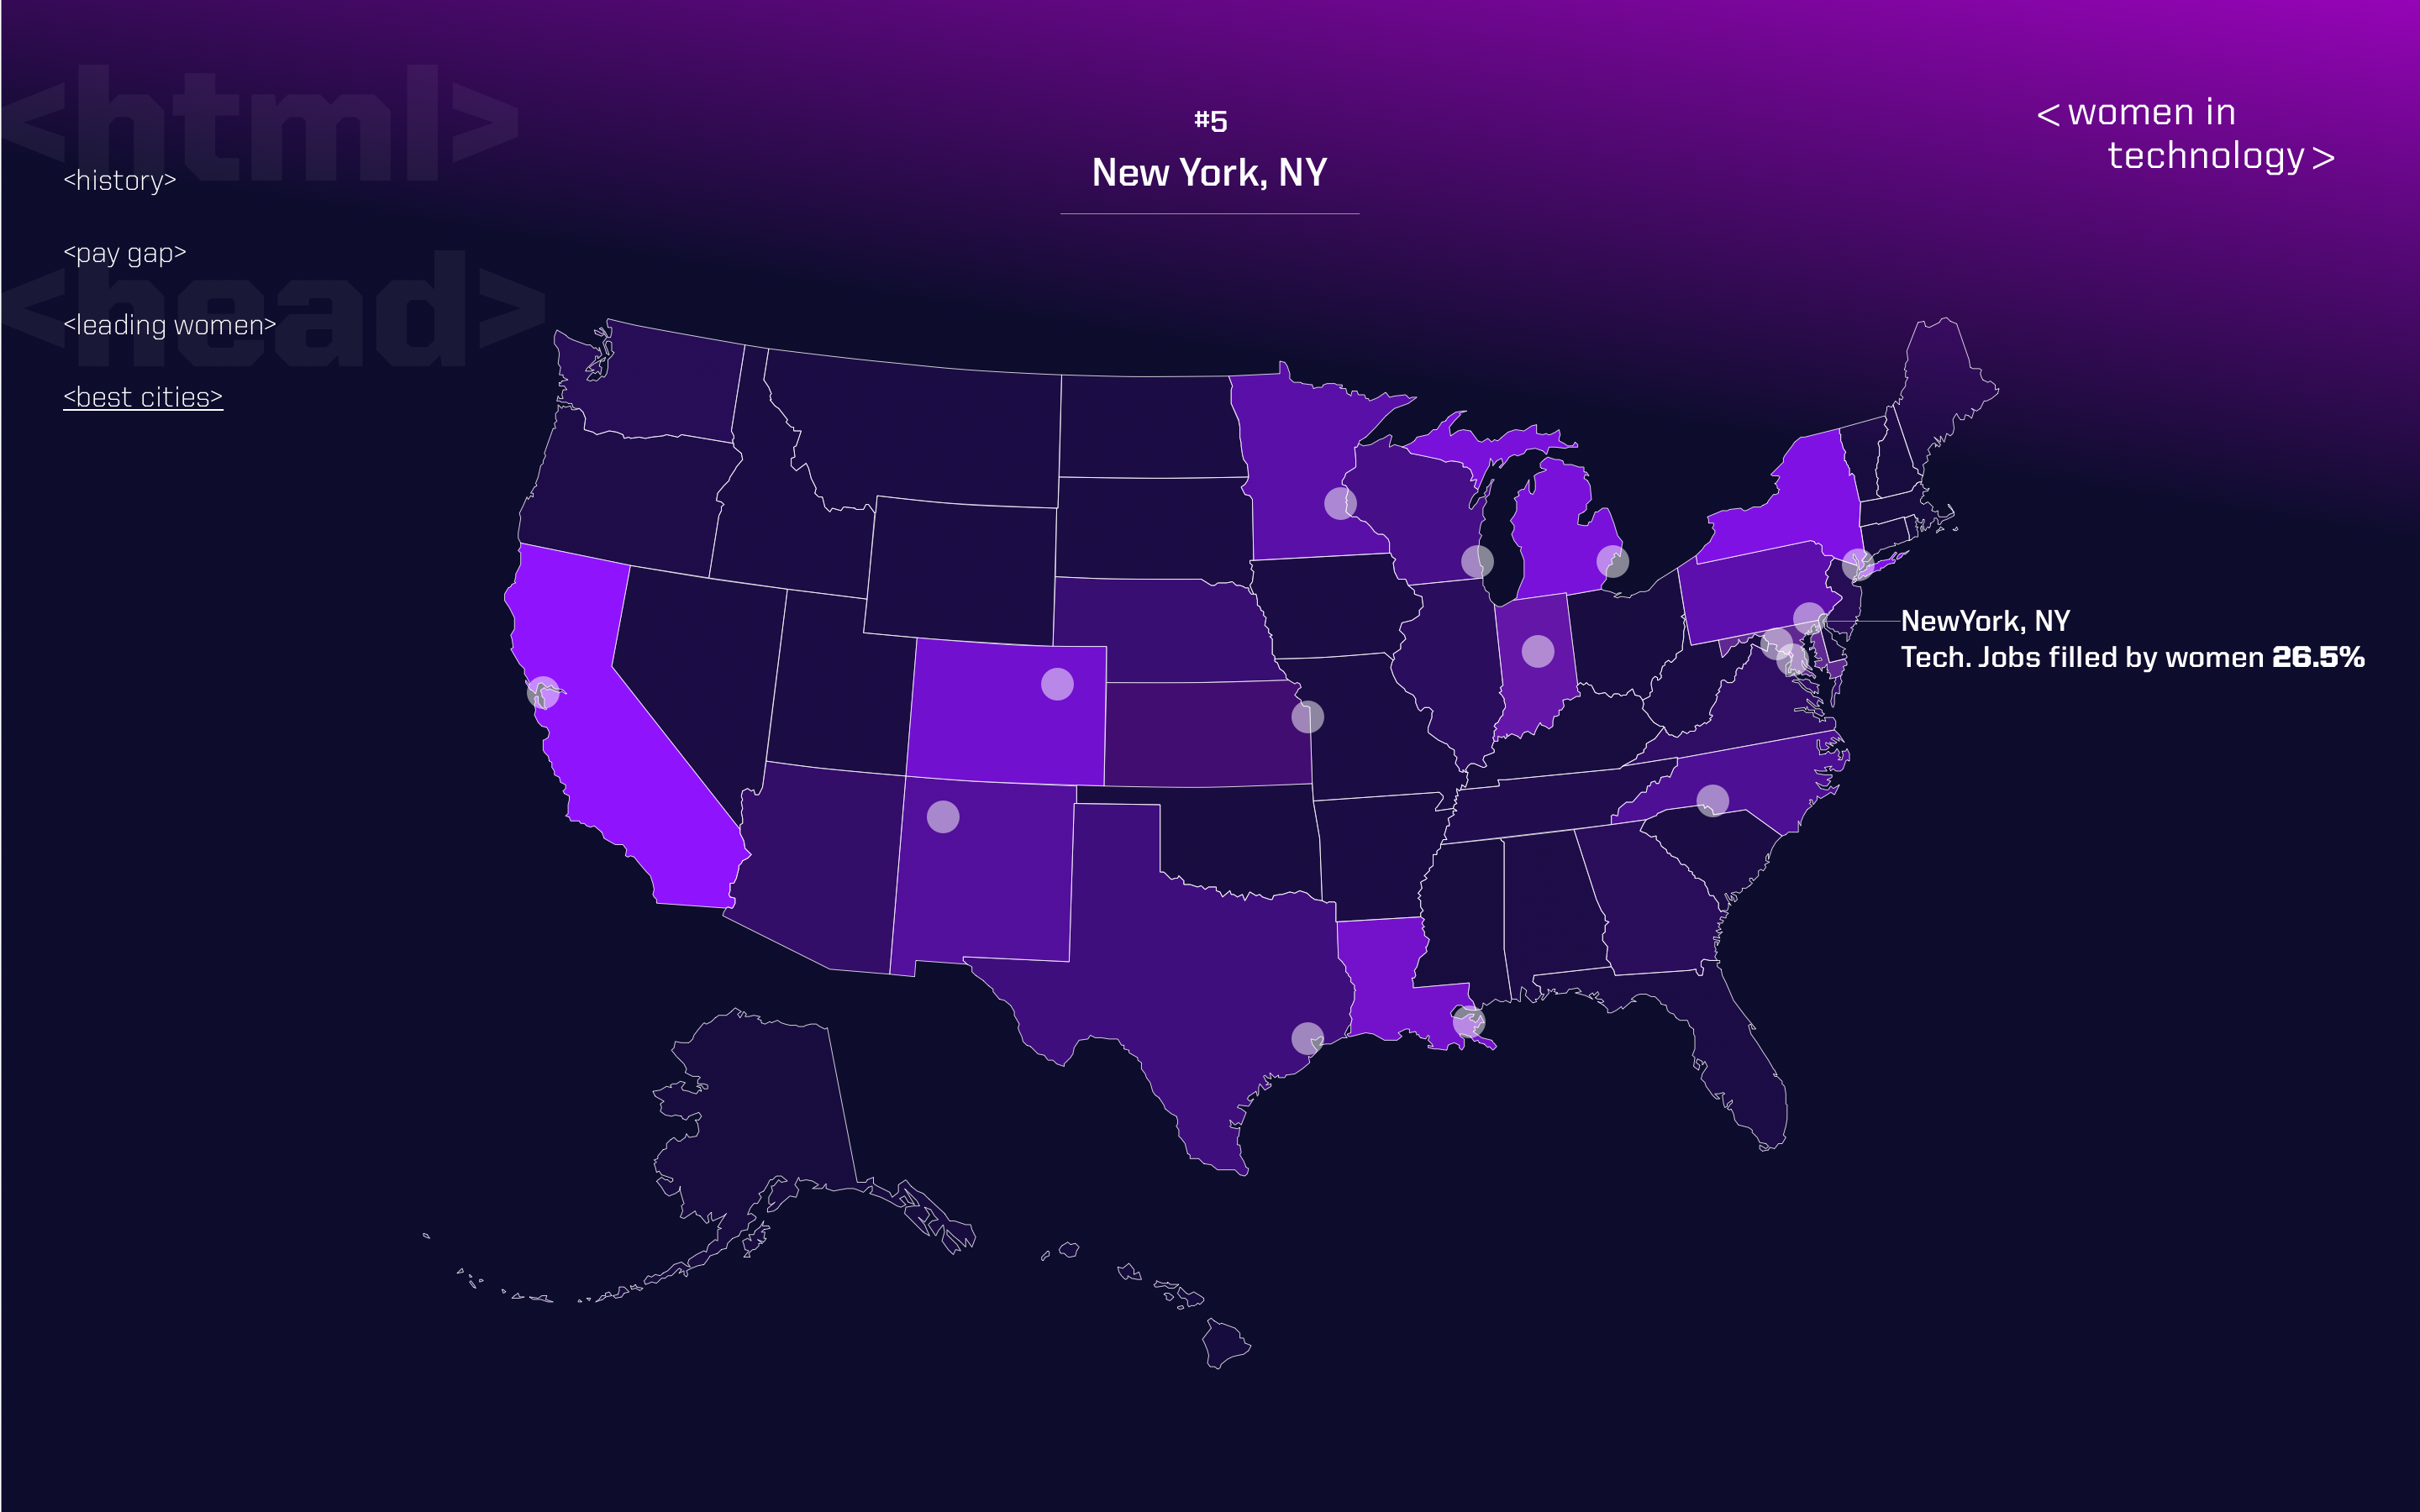 <html>
<head>
<history>
<pay gap>
<leading women>
<best cities>
#5
New York, NY
< women in
technology >
NewYork, NY
Tech. Jobs filled by women 26.5%